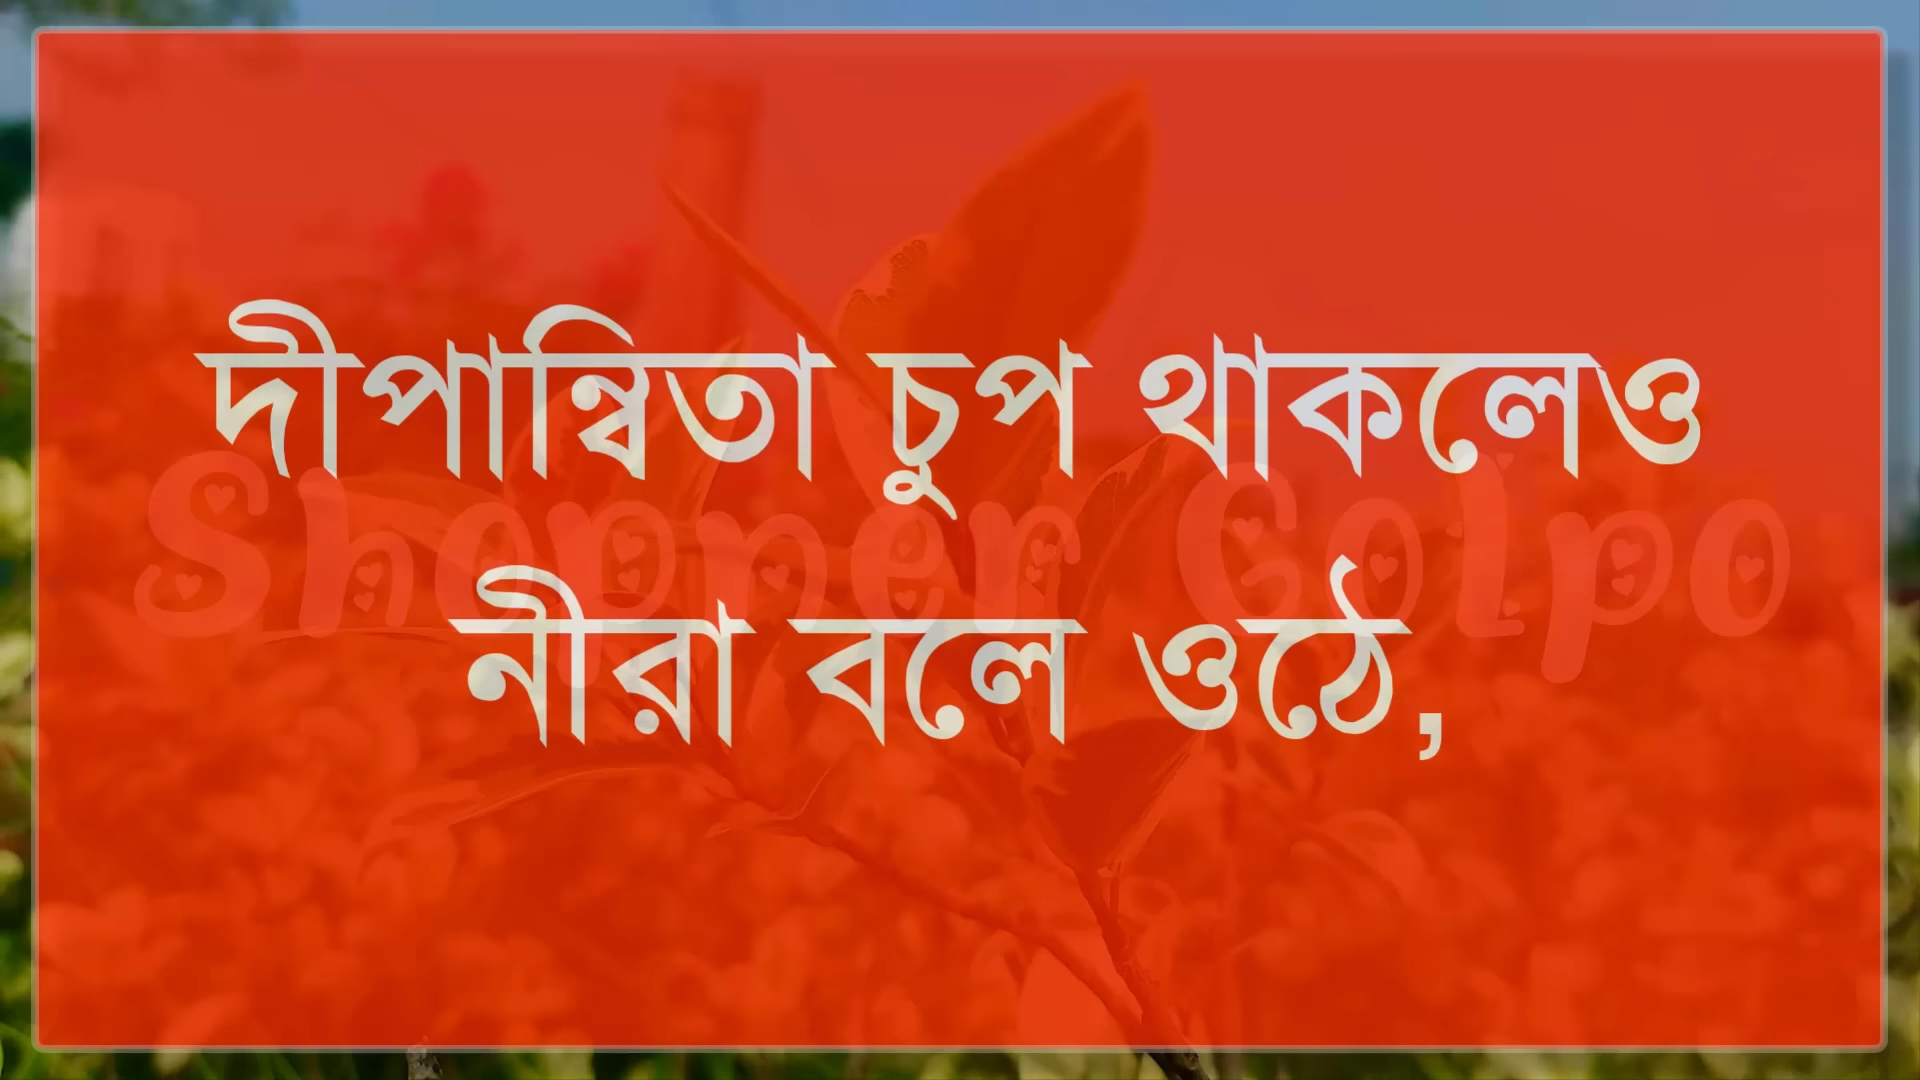 দীপান্বিতা চুপ থাকলেও
Shopner Golpo
নীরা বলে ওঠে,